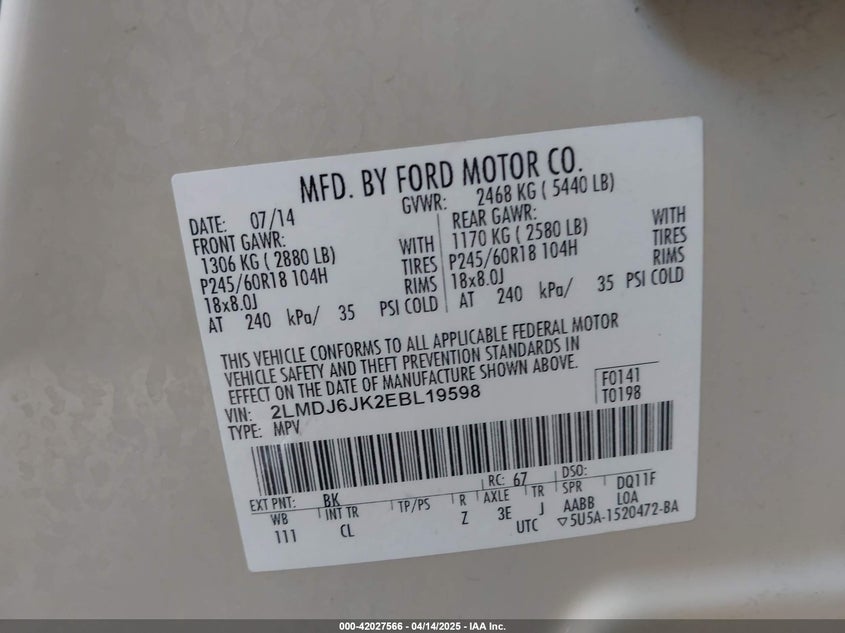 MFD. BY FORD MOTOR CO.
DATE: 07/14 GVWR: 2468 KG ( 5440 LB)
FRONT GAWR: REAR GAWR:
1306 KG ( 2880 LB) WITH 1170 KG ( 2580 LB) WITH
P245/60R18 104H TIRES P245/60R18 104H TIRES
18x8.0J RIMS 18x8.0J RIMS
AT 240 kPa/ 35 PSI COLD AT 240 kPa/ 35 PSI COLD
THIS VEHICLE CONFORMS TO ALL APPLICABLE FEDERAL MOTOR
VEHICLE SAFETY AND THEFT PREVENTION STANDARDS IN
EFFECT ON THE DATE OF MANUFACTURE SHOWN ABOVE.
VIN: 2LMDJ6JK2EBL19598 F0141
TYPE: MPV T0198
EXT PNT: BK RC: 67 DSO:
WB INT TR TP/PS R AXLE TR SPR DQ11F
111 CL Z 3E J AABB LOA
UTC ▽5U5A-1520472-BA
000-42027566 — 04/14/2025 — IAA Inc.